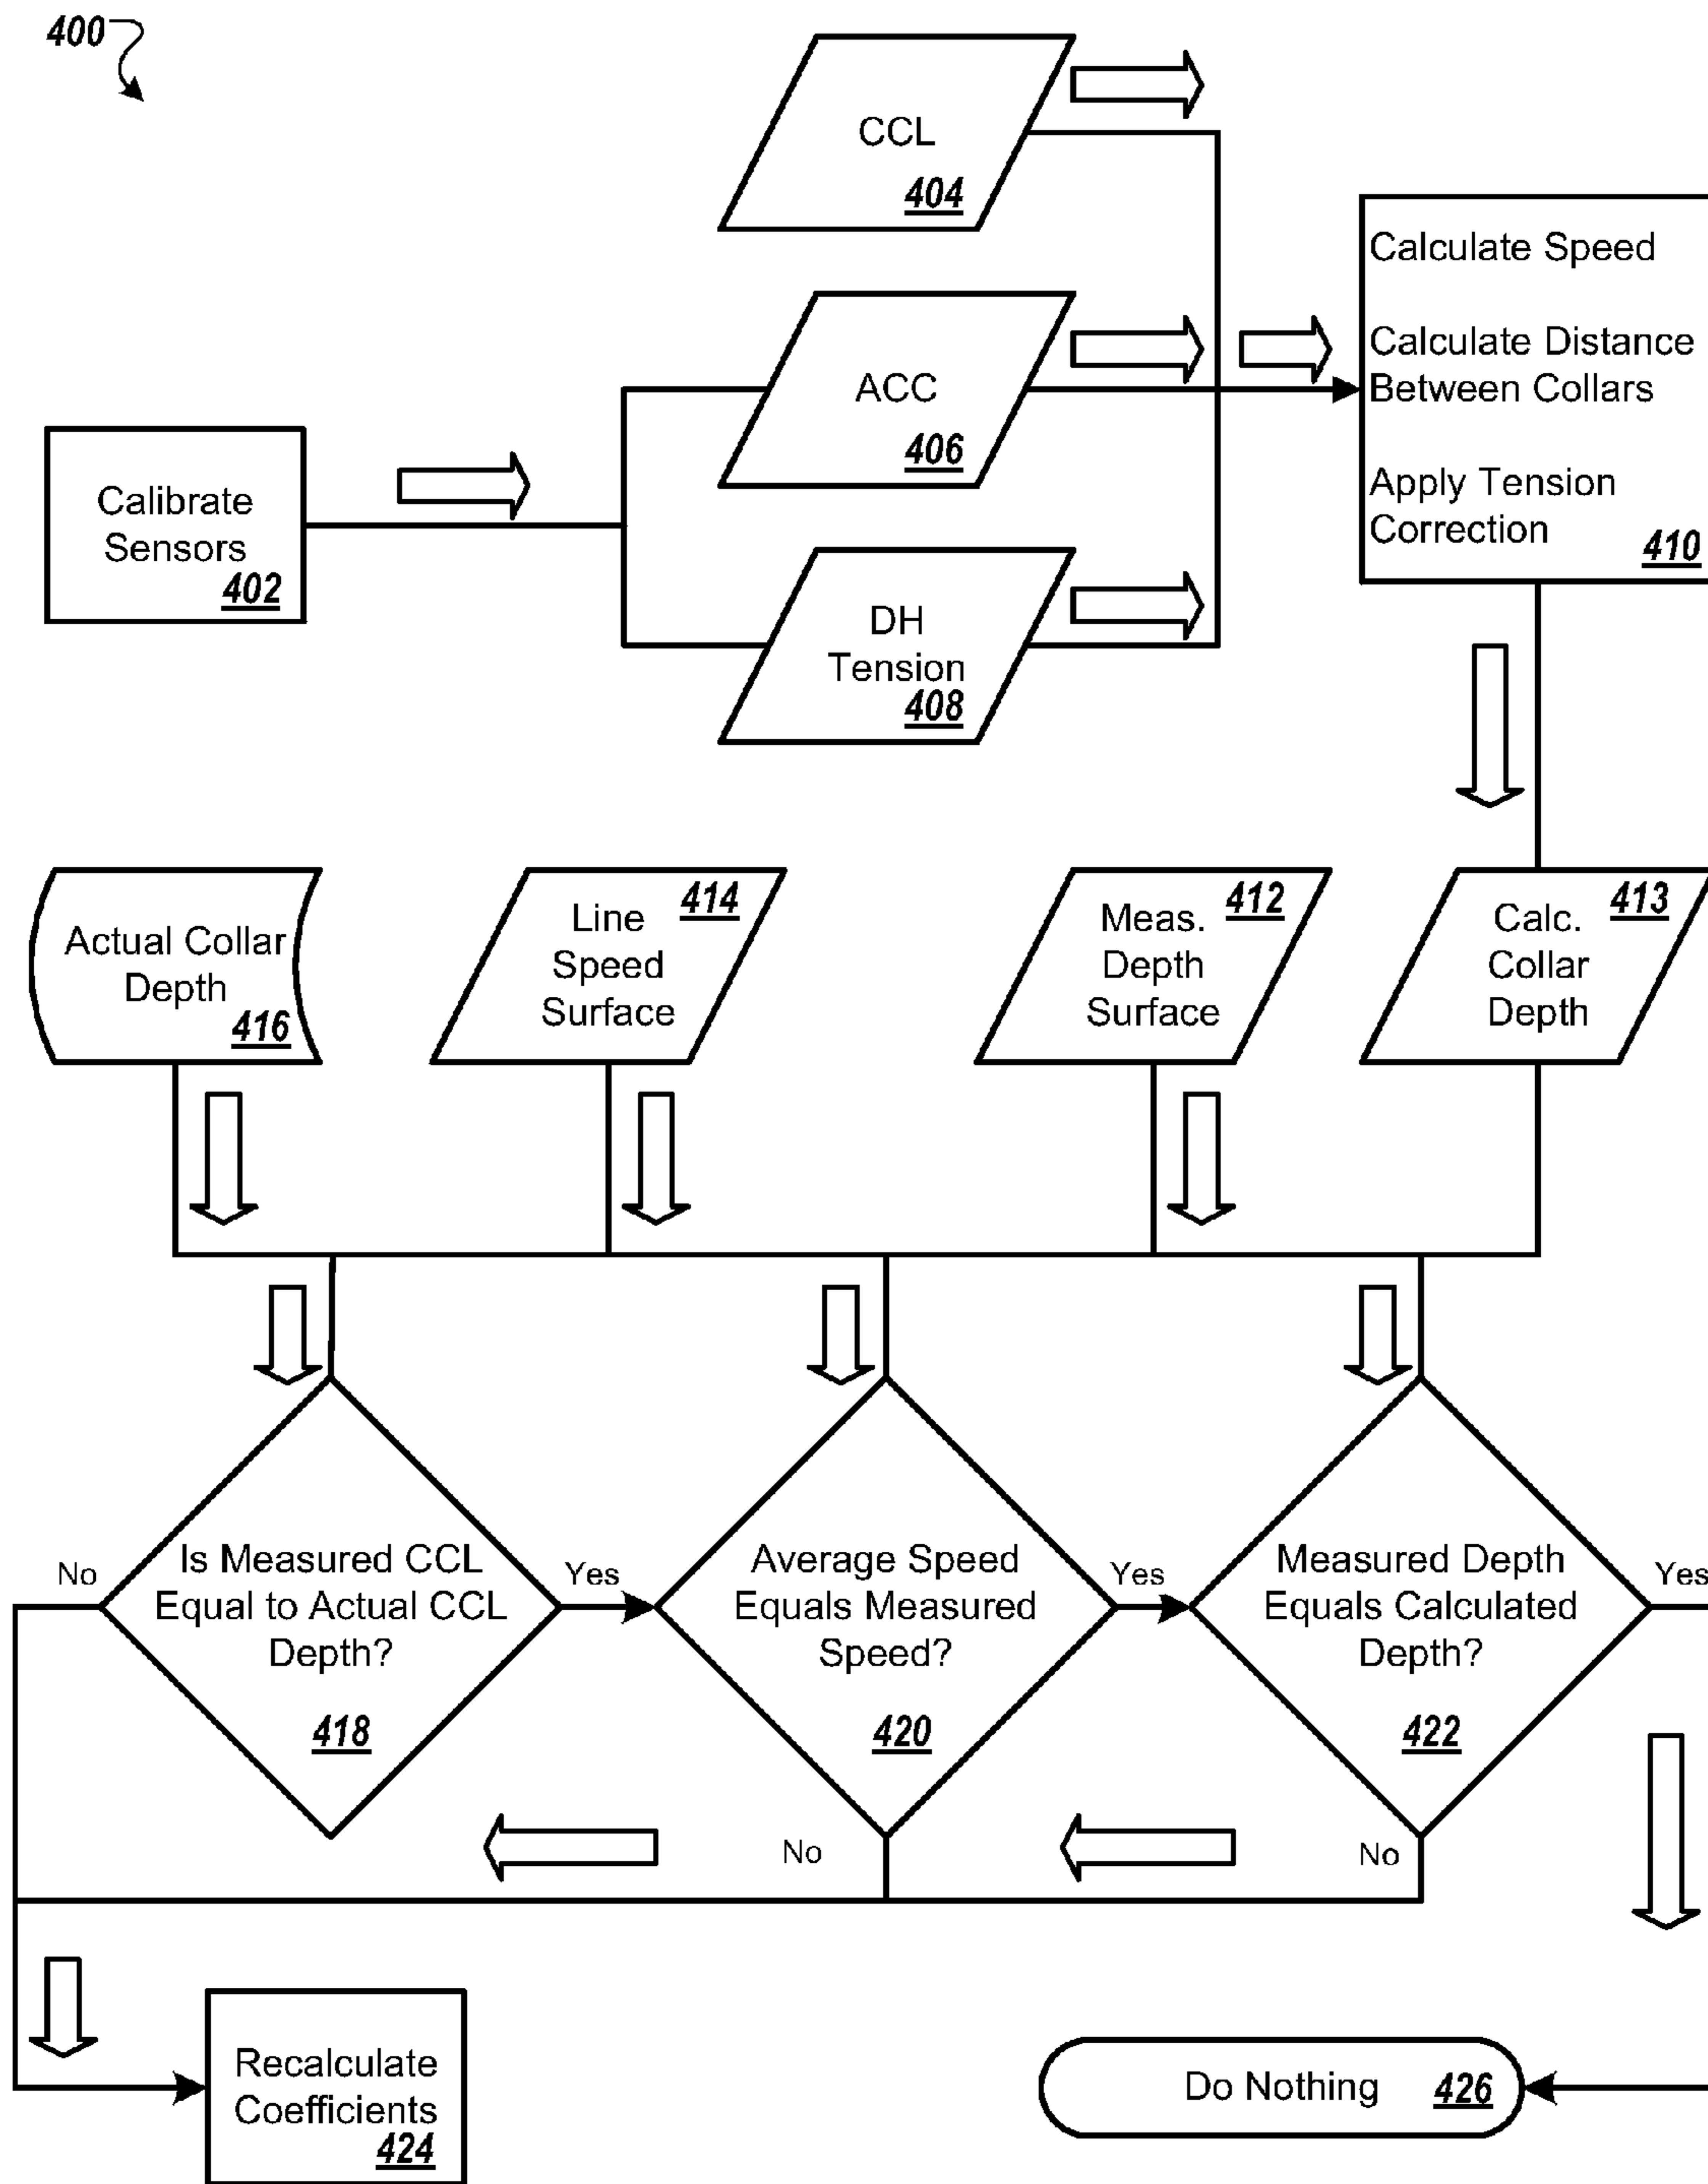 400
CCL
404
Calculate Speed
Calculate Distance
Between Collars
Apply Tension
Correction
410
ACC
406
Calibrate
Sensors
402
DH
Tension
408
Actual Collar
Depth
416
414
Line
Speed
Surface
412
Meas.
Depth
Surface
413
Calc.
Collar
Depth
No
Is Measured CCL
Equal to Actual CCL
Depth?
418
Yes
Average Speed
Equals Measured
Speed?
420
Yes
Measured Depth
Equals Calculated
Depth?
422
Yes
No
No
Recalculate
Coefficients
424
Do Nothing
426